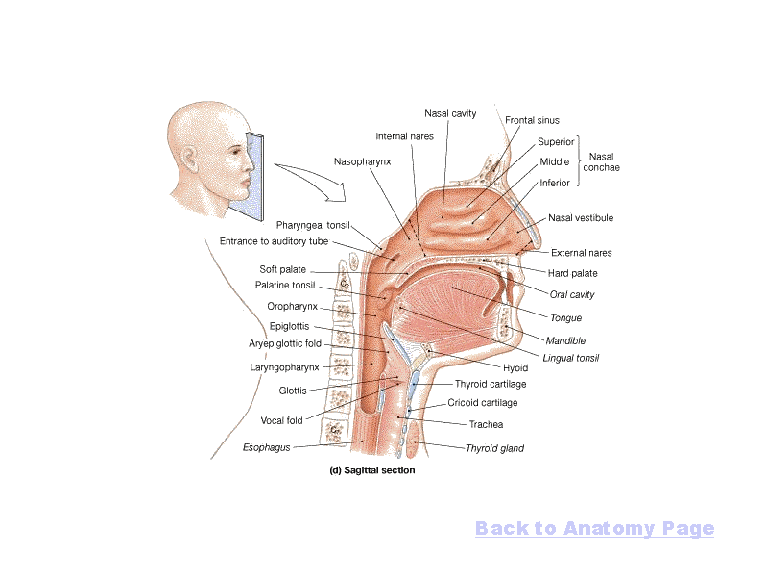 Nasal cavity
Frontal sinus
Internal nares
Superior
Nasopharynx
Middle
Nasal
conchae
Inferior
Nasal vestibule
Pharyngeal tonsil
Entrance to auditory tube
External nares
Soft palate
Hard palate
Palatine tonsil
Oral cavity
Oropharynx
Tongue
Epiglottis
Mandible
Aryepiglottic fold
Lingual tonsil
Laryngopharynx
Hyoid
Thyroid cartilage
Glottis
Cricoid cartilage
Vocal fold
Trachea
Esophagus
Thyroid gland
(d) Sagittal section
Back to Anatomy Page